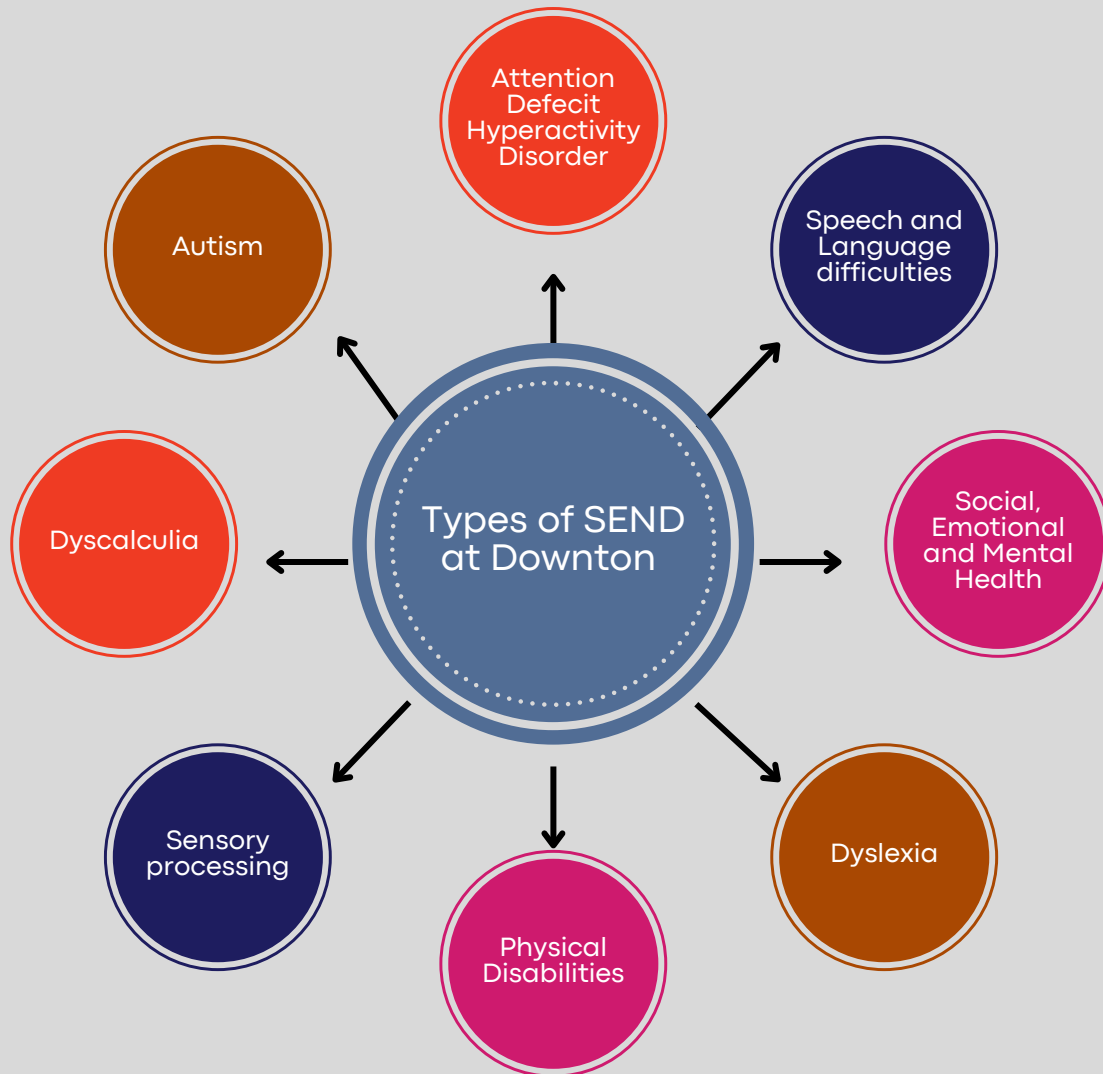 Attention
Defecit
Hyperactivity
Disorder
Autism
Speech and
Language
difficulties
Dyscalculia
Types of SEND
at Downton
Social,
Emotional
and Mental
Health
Sensory
processing
Dyslexia
Physical
Disabilities